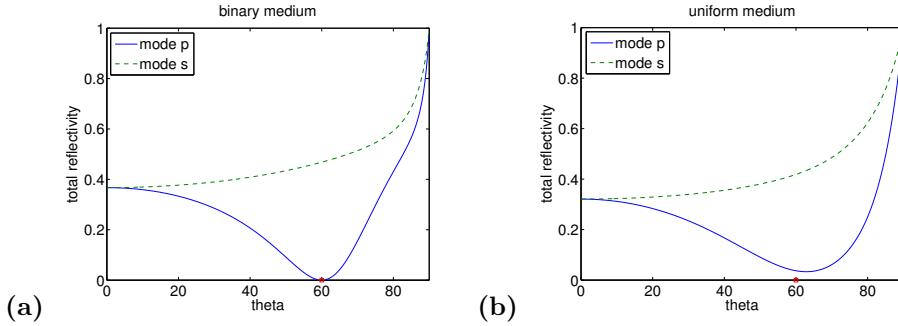 binary medium
1
0.8
0.6
0.4
0.2
0
0 20 40 60 80
total reflectivity
theta
mode p
mode s
(a)
uniform medium
1
0.8
0.6
0.4
0.2
0
0 20 40 60 80
total reflectivity
theta
mode p
mode s
(b)